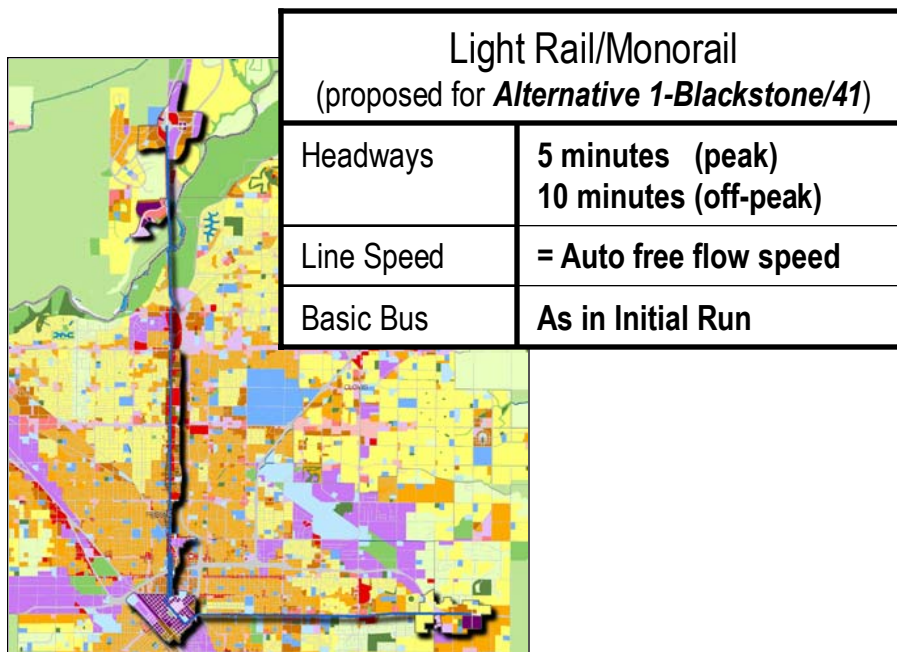 Light Rail/Monorail
(proposed for Alternative 1-Blackstone/41)
Headways
5 minutes (peak)
10 minutes (off-peak)
Line Speed
= Auto free flow speed
Basic Bus
As in Initial Run
CLOVIS